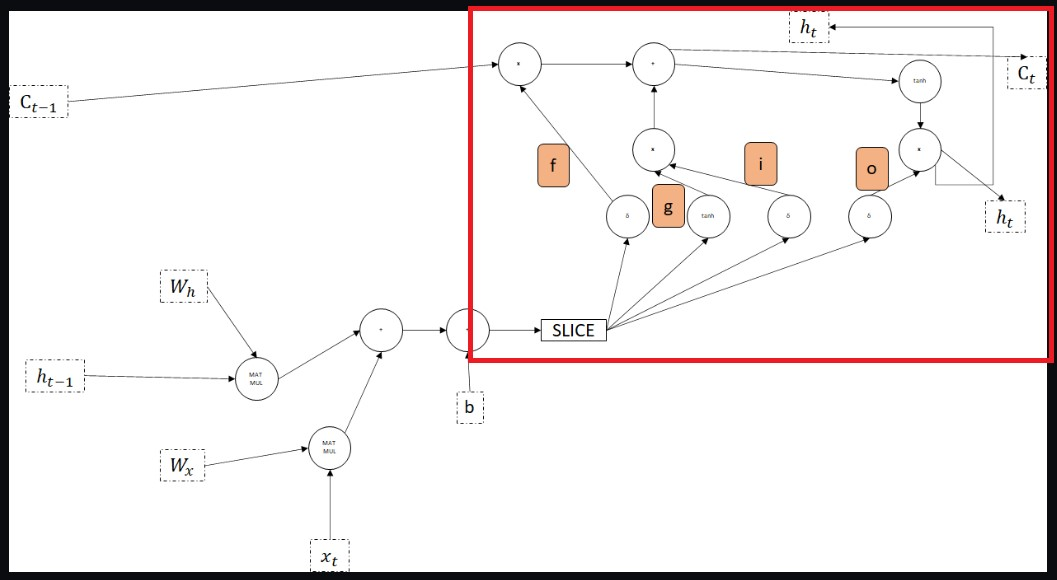 h_t
C_t
C_{t-1}
x
+
tanh
x
x
f
g
i
o
δ
tanh
δ
δ
h_t
W_h
+
+
SLICE
h_{t-1}
MAT
MUL
b
W_x
MAT
MUL
x_t